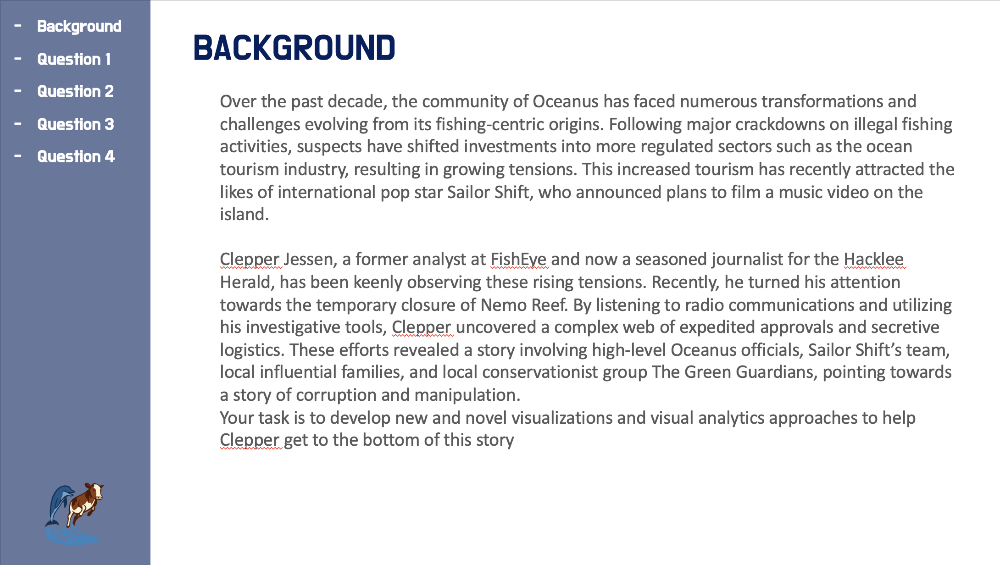 - Background
- Question 1
- Question 2
- Question 3
- Question 4
BACKGROUND
Over the past decade, the community of Oceanus has faced numerous transformations and
challenges evolving from its fishing-centric origins. Following major crackdowns on illegal fishing
activities, suspects have shifted investments into more regulated sectors such as the ocean
tourism industry, resulting in growing tensions. This increased tourism has recently attracted the
likes of international pop star Sailor Shift, who announced plans to film a music video on the
island.
Clepper Jessen, a former analyst at FishEye and now a seasoned journalist for the Hacklee
Herald, has been keenly observing these rising tensions. Recently, he turned his attention
towards the temporary closure of Nemo Reef. By listening to radio communications and utilizing
his investigative tools, Clepper uncovered a complex web of expedited approvals and secretive
logistics. These efforts revealed a story involving high-level Oceanus officials, Sailor Shift’s team,
local influential families, and local conservationist group The Green Guardians, pointing towards
a story of corruption and manipulation.
Your task is to develop new and novel visualizations and visual analytics approaches to help
Clepper get to the bottom of this story